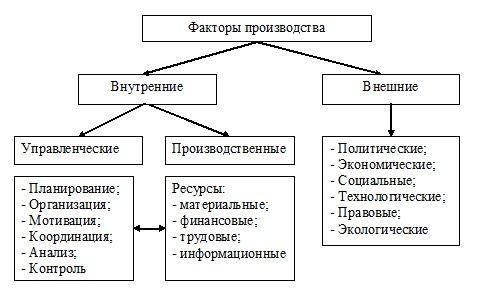 Факторы производства
Внутренние
Внешние
Управленческие
Производственные
- Планирование;
- Организация;
- Мотивация;
- Координация;
- Анализ;
- Контроль
Ресурсы:
- материальные;
- финансовые;
- трудовые;
- информационные
- Политические;
- Экономические;
- Социальные;
- Технологические;
- Правовые;
- Экологические